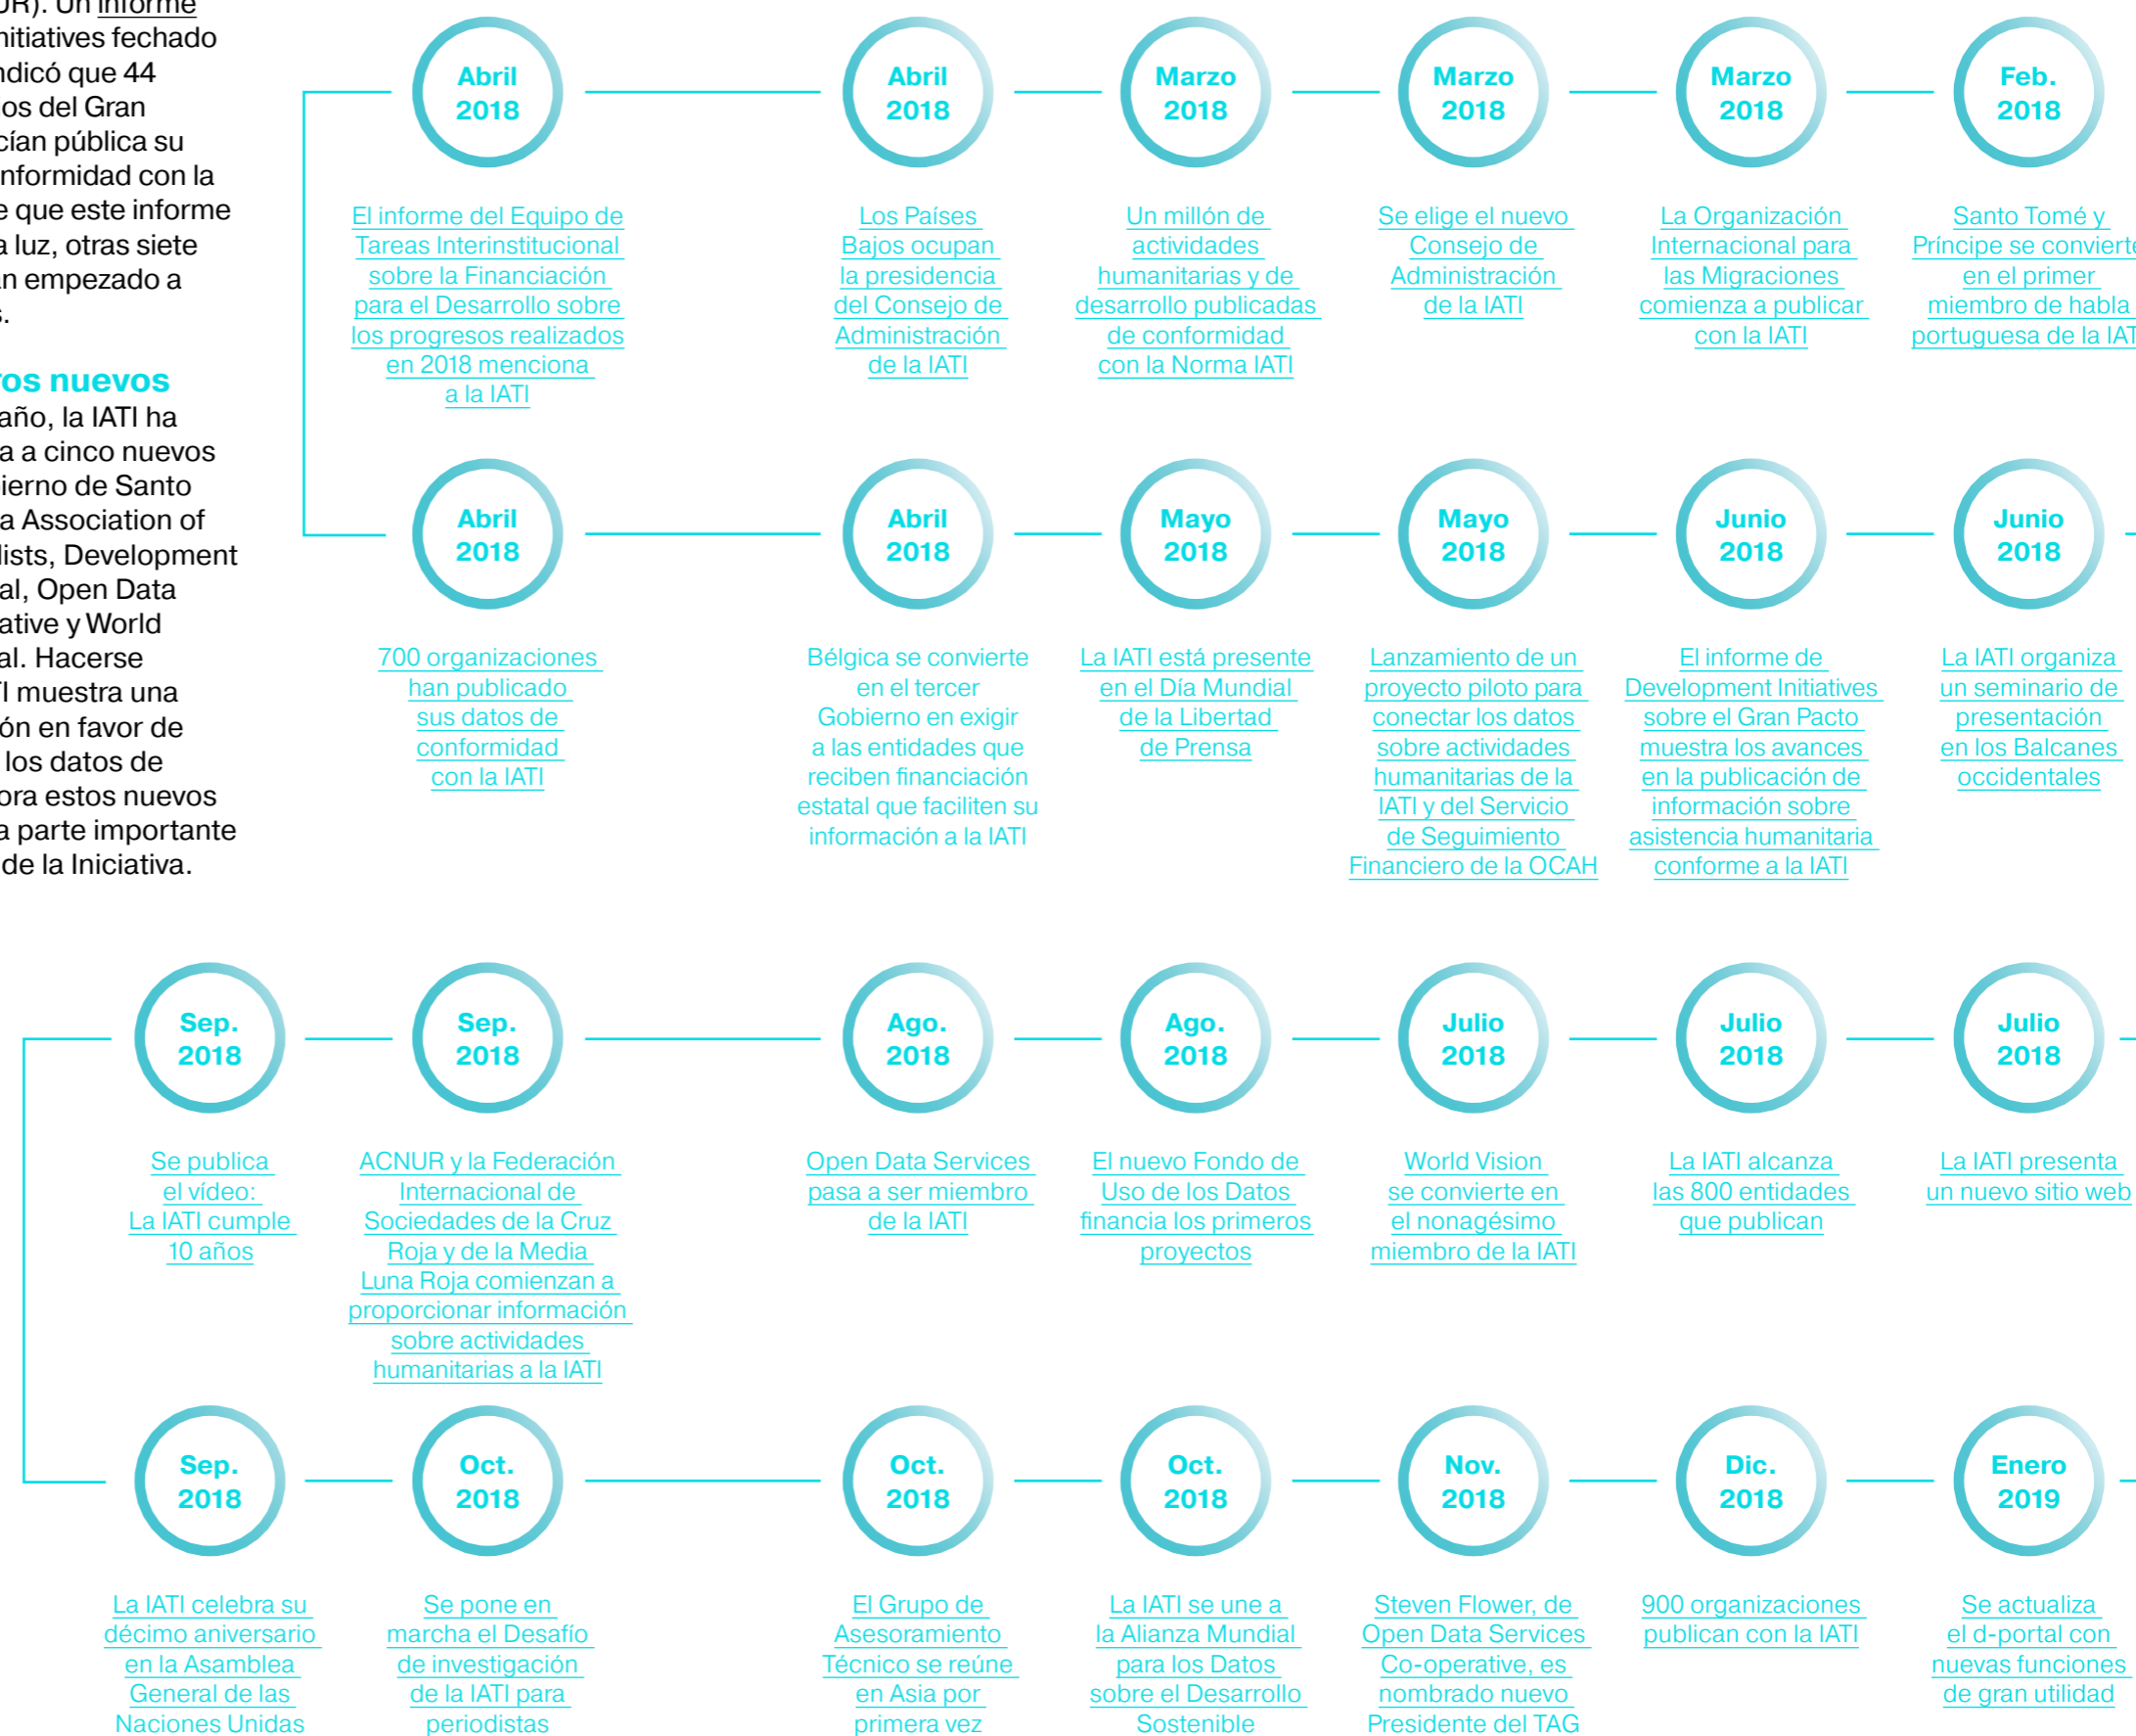 UR). Un informe
nitiatives fechado
ndicó que 44
os del Gran
cían pública su
nformidad con la
e que este informe
a luz, otras siete
n empezado a
s.
os nuevos
año, la IATI ha
a a cinco nuevos
ierno de Santo
a Association of
lists, Development
al, Open Data
ative y World
al. Hacerse
TI muestra una
ón en favor de
los datos de
ora estos nuevos
a parte importante
de la Iniciativa.
Abril
2018
El informe del Equipo de
Tareas Interinstitucional
sobre la Financiación
para el Desarrollo sobre
los progresos realizados
en 2018 menciona
a la IATI
Abril
2018
Los Países
Bajos ocupan
la presidencia
del Consejo de
Administración
de la IATI
Marzo
2018
Un millón de
actividades
humanitarias y de
desarrollo publicadas
de conformidad
con la Norma IATI
Marzo
2018
Se elige el nuevo
Consejo de
Administración
de la IATI
Marzo
2018
La Organización
Internacional para
las Migraciones
comienza a publicar
con la IATI
Feb.
2018
Santo Tomé y
Príncipe se convierte
en el primer
miembro de habla
portuguesa de la IATI
Abril
2018
700 organizaciones
han publicado
sus datos de
conformidad
con la IATI
Abril
2018
Bélgica se convierte
en el tercer
Gobierno en exigir
a las entidades que
reciben financiación
estatal que faciliten su
información a la IATI
Mayo
2018
La IATI está presente
en el Día Mundial
de la Libertad
de Prensa
Mayo
2018
Lanzamiento de un
proyecto piloto para
conectar los datos
sobre actividades
humanitarias de la
IATI y del Servicio
de Seguimiento
Financiero de la OCAH
Junio
2018
El informe de
Development Initiatives
sobre el Gran Pacto
muestra los avances
en la publicación de
información sobre
asistencia humanitaria
conforme a la IATI
Junio
2018
La IATI organiza
un seminario de
presentación
en los Balcanes
occidentales
Sep.
2018
Se publica
el vídeo:
La IATI cumple
10 años
Sep.
2018
ACNUR y la Federación
Internacional de
Sociedades de la Cruz
Roja y de la Media
Luna Roja comienzan a
proporcionar información
sobre actividades
humanitarias a la IATI
Ago.
2018
Open Data Services
pasa a ser miembro
de la IATI
Ago.
2018
El nuevo Fondo de
Uso de los Datos
financia los primeros
proyectos
Julio
2018
World Vision
se convierte en
el nonagésimo
miembro de la IATI
Julio
2018
La IATI alcanza
las 800 entidades
que publican
Julio
2018
La IATI presenta
un nuevo sitio web
Sep.
2018
La IATI celebra su
décimo aniversario
en la Asamblea
General de las
Naciones Unidas
Oct.
2018
Se pone en
marcha el Desafío
de investigación
de la IATI para
periodistas
Oct.
2018
El Grupo de
Asesoramiento
Técnico se reúne
en Asia por
primera vez
Oct.
2018
La IATI se une a
la Alianza Mundial
para los Datos
sobre el Desarrollo
Sostenible
Nov.
2018
Steven Flower, de
Open Data Services
Co-operative, es
nombrado nuevo
Presidente del TAG
Dic.
2018
900 organizaciones
publican con la IATI
Enero
2019
Se actualiza
el d-portal con
nuevas funciones
de gran utilidad